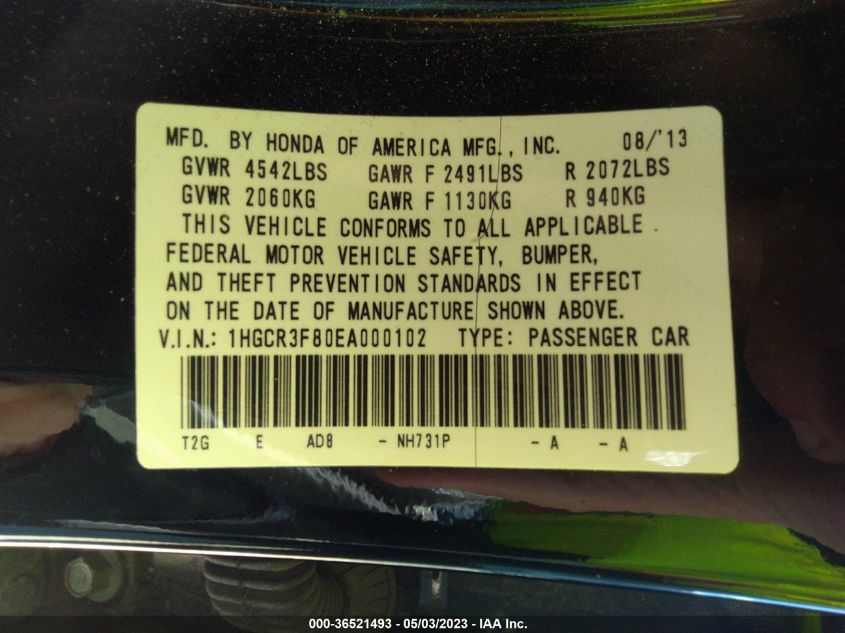 MFD. BY HONDA OF AMERICA MFG., INC. 08/'13
GVWR 4542LBS GAWR F 2491LBS R 2072LBS
GVWR 2060KG GAWR F 1130KG R 940KG
THIS VEHICLE CONFORMS TO ALL APPLICABLE
FEDERAL MOTOR VEHICLE SAFETY, BUMPER,
AND THEFT PREVENTION STANDARDS IN EFFECT
ON THE DATE OF MANUFACTURE SHOWN ABOVE.
V.I.N.: 1HGCR3F80EA000102 TYPE: PASSENGER CAR
T2G E AD8 - NH731P - A - A
000-36521493 - 05/03/2023 - IAA Inc.